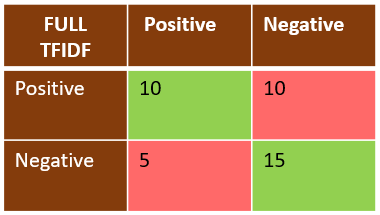 FULL TFIDF Positive Negative
Positive 10 10
Negative 5 15